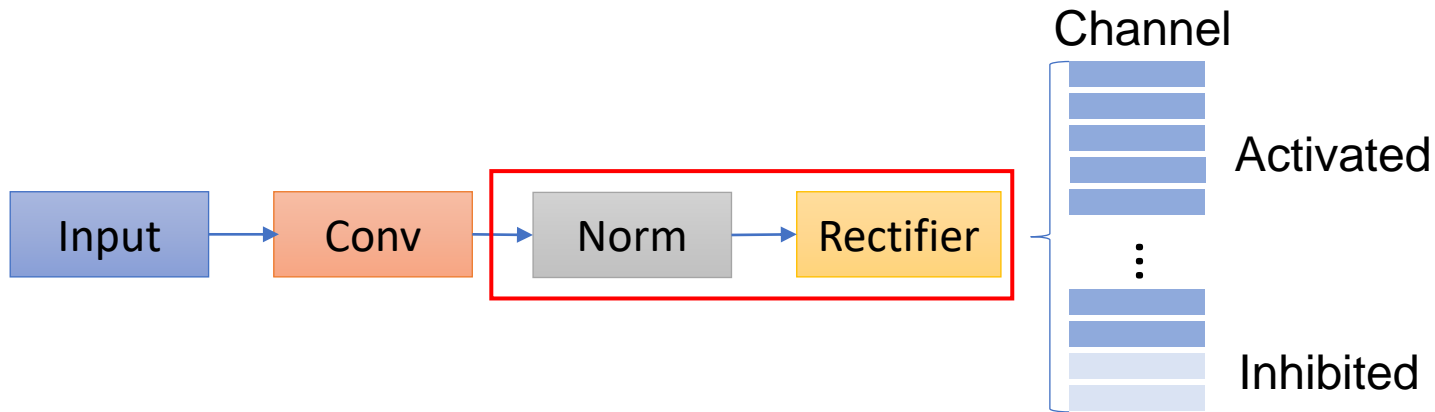 Channel
Activated
Input
Conv
Norm
Rectifier
⋮
Inhibited